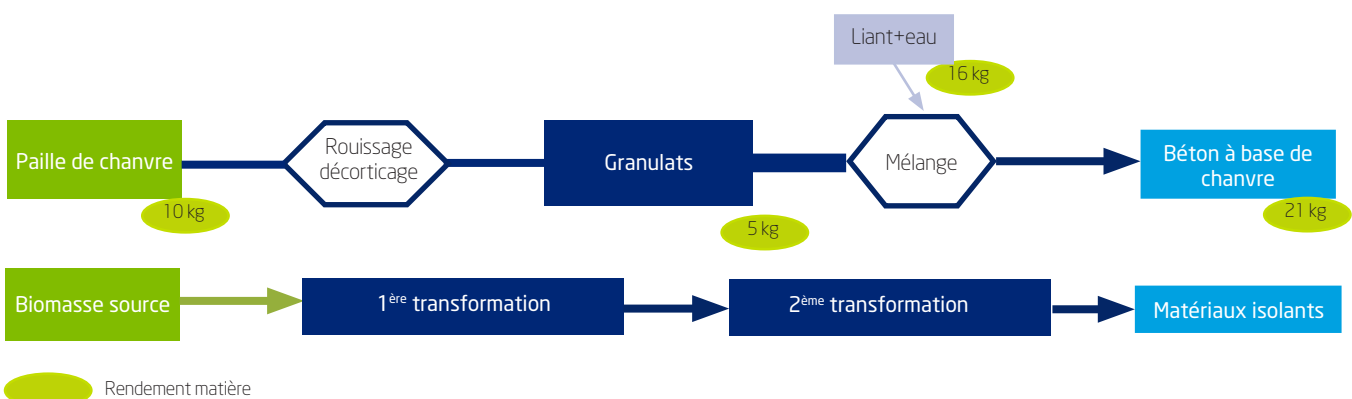 Liant+eau
16 kg
Paille de chanvre
10 kg
Rouissage
décorticage
Granulats
5 kg
Mélange
Béton à base de
chanvre
21 kg
Biomasse source
1ère transformation
2ème transformation
Matériaux isolants
Rendement matière